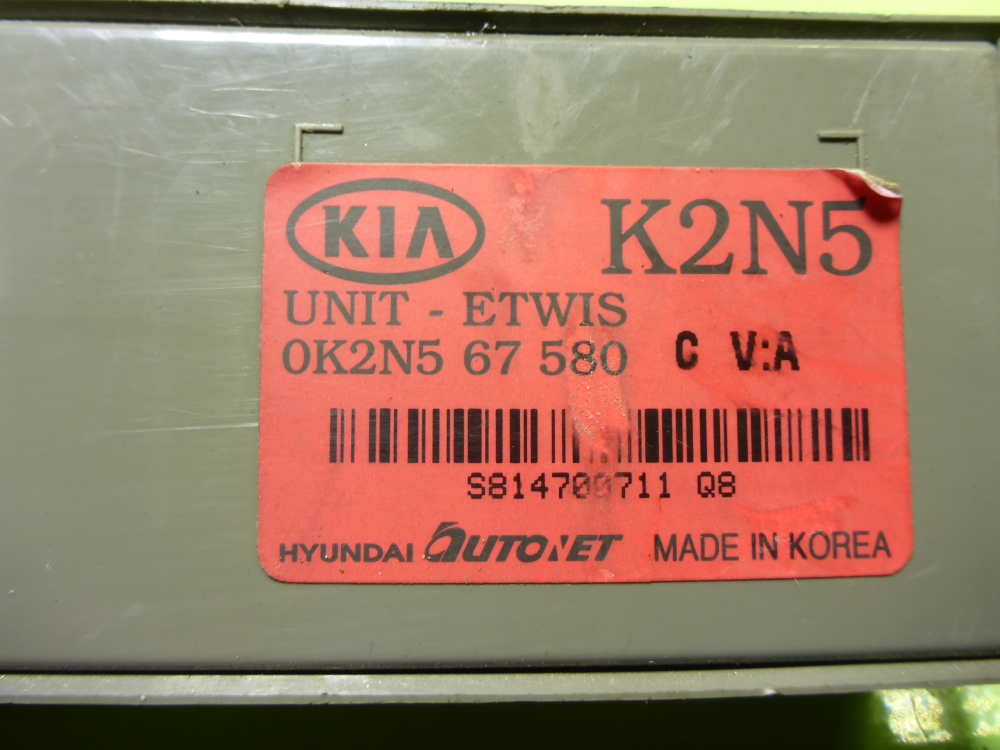 KIA K2N5
UNIT - ETWIS
0K2N5 67 580 C V:A
S814700711 Q8
HYUNDAI AUTONET MADE IN KOREA